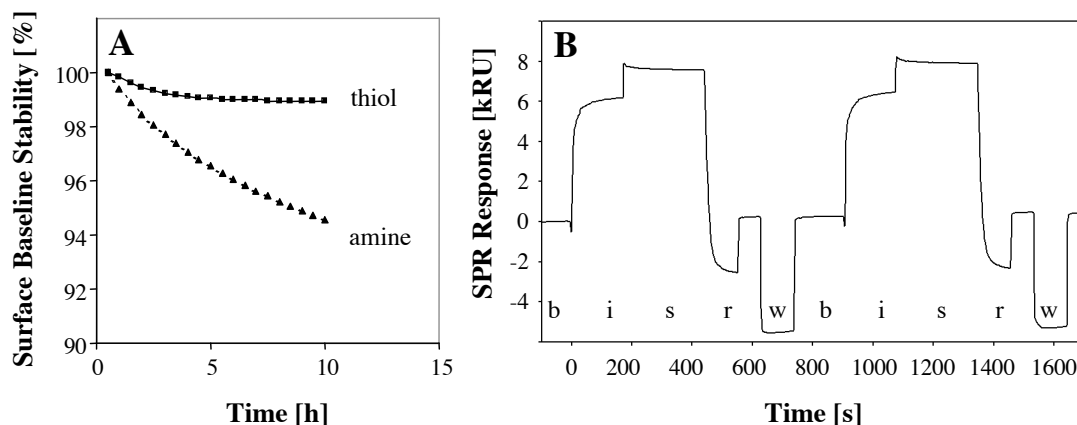 A
Surface Baseline Stability [%]
100
98
96
94
92
90
0 5 10 15
Time [h]
thiol
amine
B
SPR Response [kRU]
8
6
4
2
0
-2
-4
b i s r w b i s r w
0 200 400 600 800 1000 1200 1400 1600
Time [s]